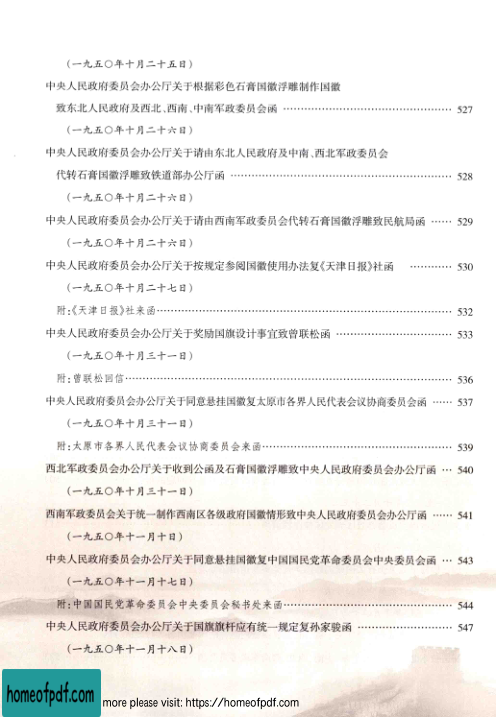 (一九五〇年十月二十五日)
中央人民政府委员会办公厅关于根据彩色石膏国徽浮雕制作国徽
致东北人民政府及西北、西南、中南军政委员会函 …… 527
(一九五〇年十月二十六日)
中央人民政府委员会办公厅关于请由东北人民政府及中南、西北军政委员会
代转石膏国徽浮雕致铁道部办公厅函 …… 528
(一九五〇年十月二十六日)
中央人民政府委员会办公厅关于请由西南军政委员会代转石膏国徽浮雕致民航局函 …… 529
(一九五〇年十月二十六日)
中央人民政府委员会办公厅关于按规定参阅国徽使用办法复《天津日报》社函 …… 530
(一九五〇年十月二十七日)
附:《天津日报》社来函 …… 532
中央人民政府委员会办公厅关于奖励国旗设计事宜致曾联松函 …… 533
(一九五〇年十月三十一日)
附:曾联松回信 …… 536
中央人民政府委员会办公厅关于同意悬挂国徽复太原市各界人民代表会议协商委员会函 …… 537
(一九五〇年十月三十一日)
附:太原市各界人民代表会议协商委员会来函 …… 539
西北军政委员会办公厅关于收到公函及石膏国徽浮雕致中央人民政府委员会办公厅函 … 540
(一九五〇年十月三十一日)
西南军政委员会关于统一制作西南区各级政府国徽情形致中央人民政府委员会办公厅函 …… 541
(一九五〇年十一月十日)
中央人民政府委员会办公厅关于同意悬挂国徽复中国国民党革命委员会中央委员会函 … 543
(一九五〇年十一月十七日)
附:中国国民党革命委员会中央委员会秘书处来函 …… 544
中央人民政府委员会办公厅关于国旗旗杆应有统一规定复孙家骏函 …… 547
(一九五〇年十一月十八日)
homeofpdf.com
more please visit: https://homeofpdf.com